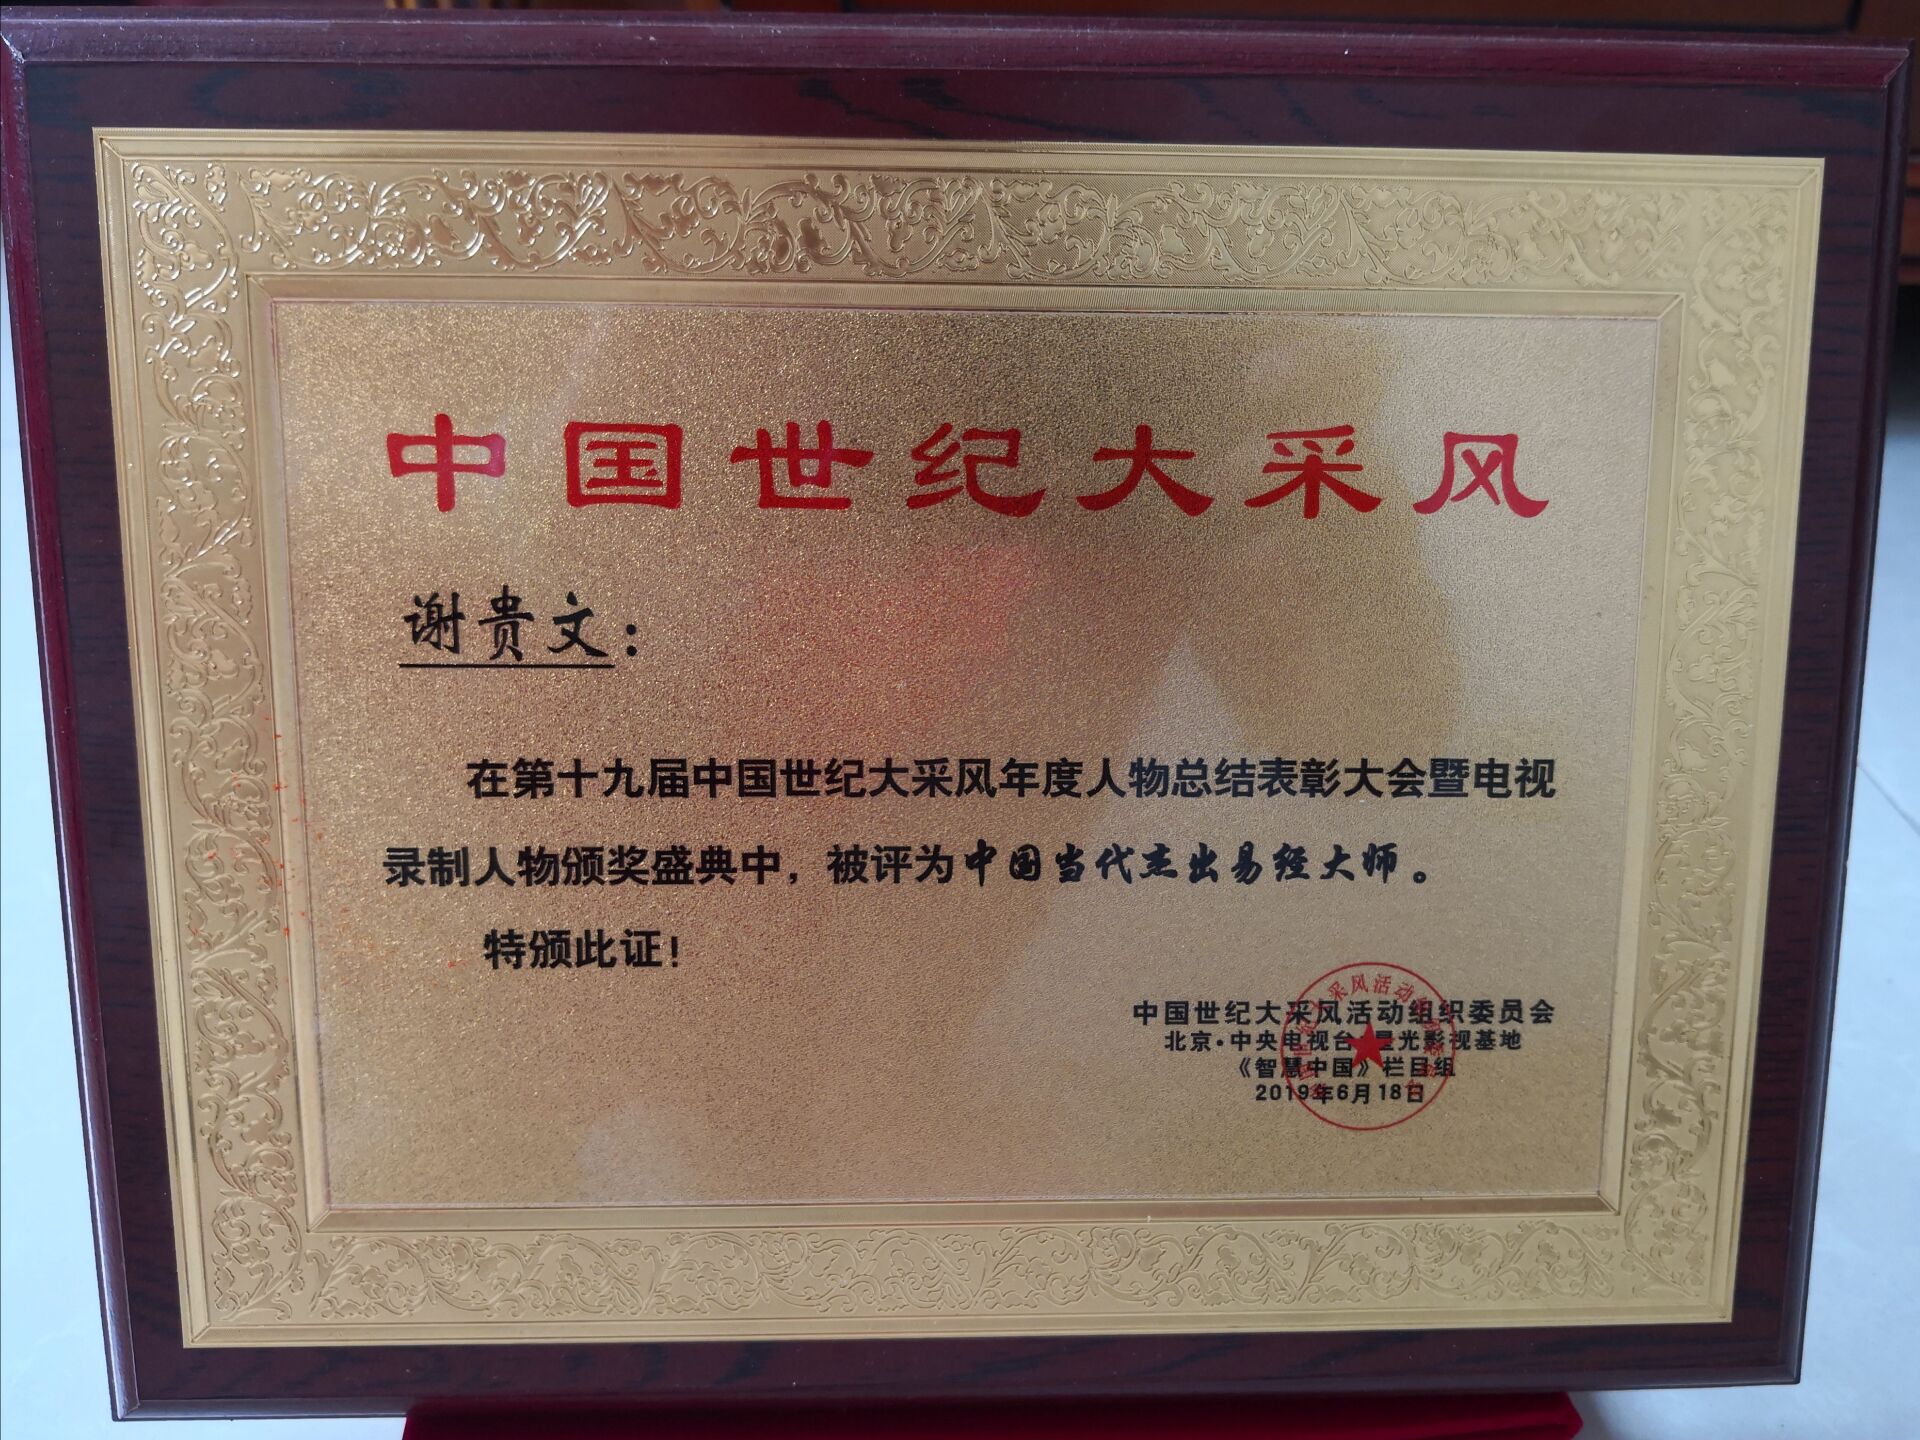 中国世纪大采风
谢贵文：
在第十九届中国世纪大采风年度人物总结表彰大会暨电视
录制人物颁奖盛典中，被评为中国当代杰出易经大师。
特颁此证！
中国世纪大采风活动组织委员会
北京·中央电视台星光影视基地
《智慧中国》栏目组
2019年6月18日